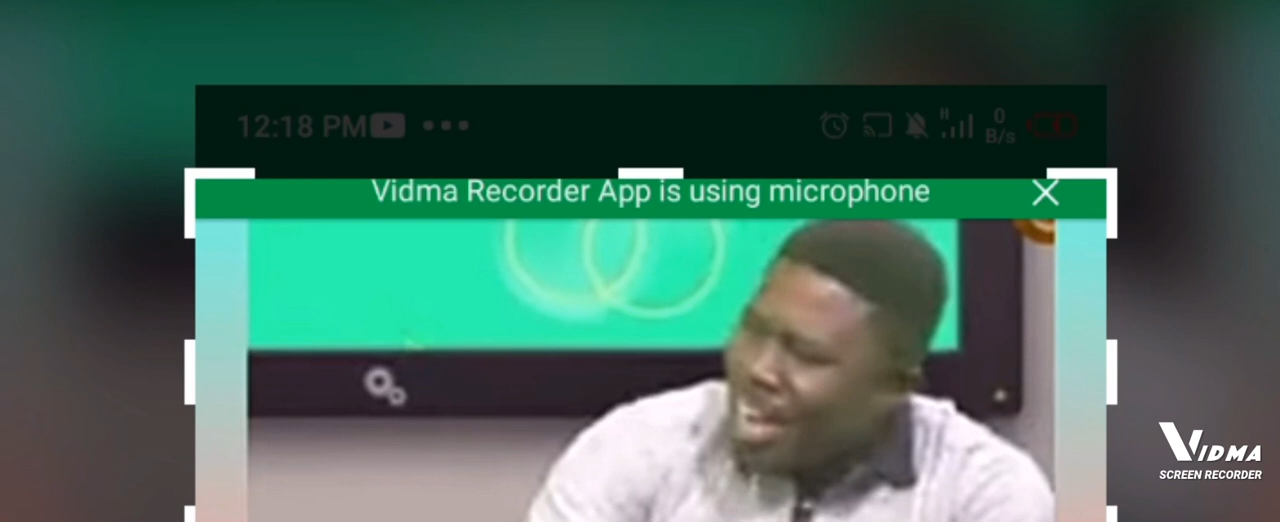 12:18 PM
H
0
B/s
Vidma Recorder App is using microphone
VIDMA
SCREEN RECORDER